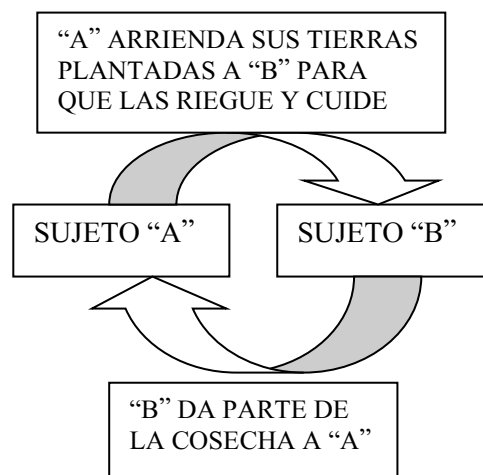 “A” ARRIENDA SUS TIERRAS
PLANTADAS A “B” PARA
QUE LAS RIEGUE Y CUIDE
SUJETO “A”
SUJETO “B”
“B” DA PARTE DE
LA COSECHA A “A”